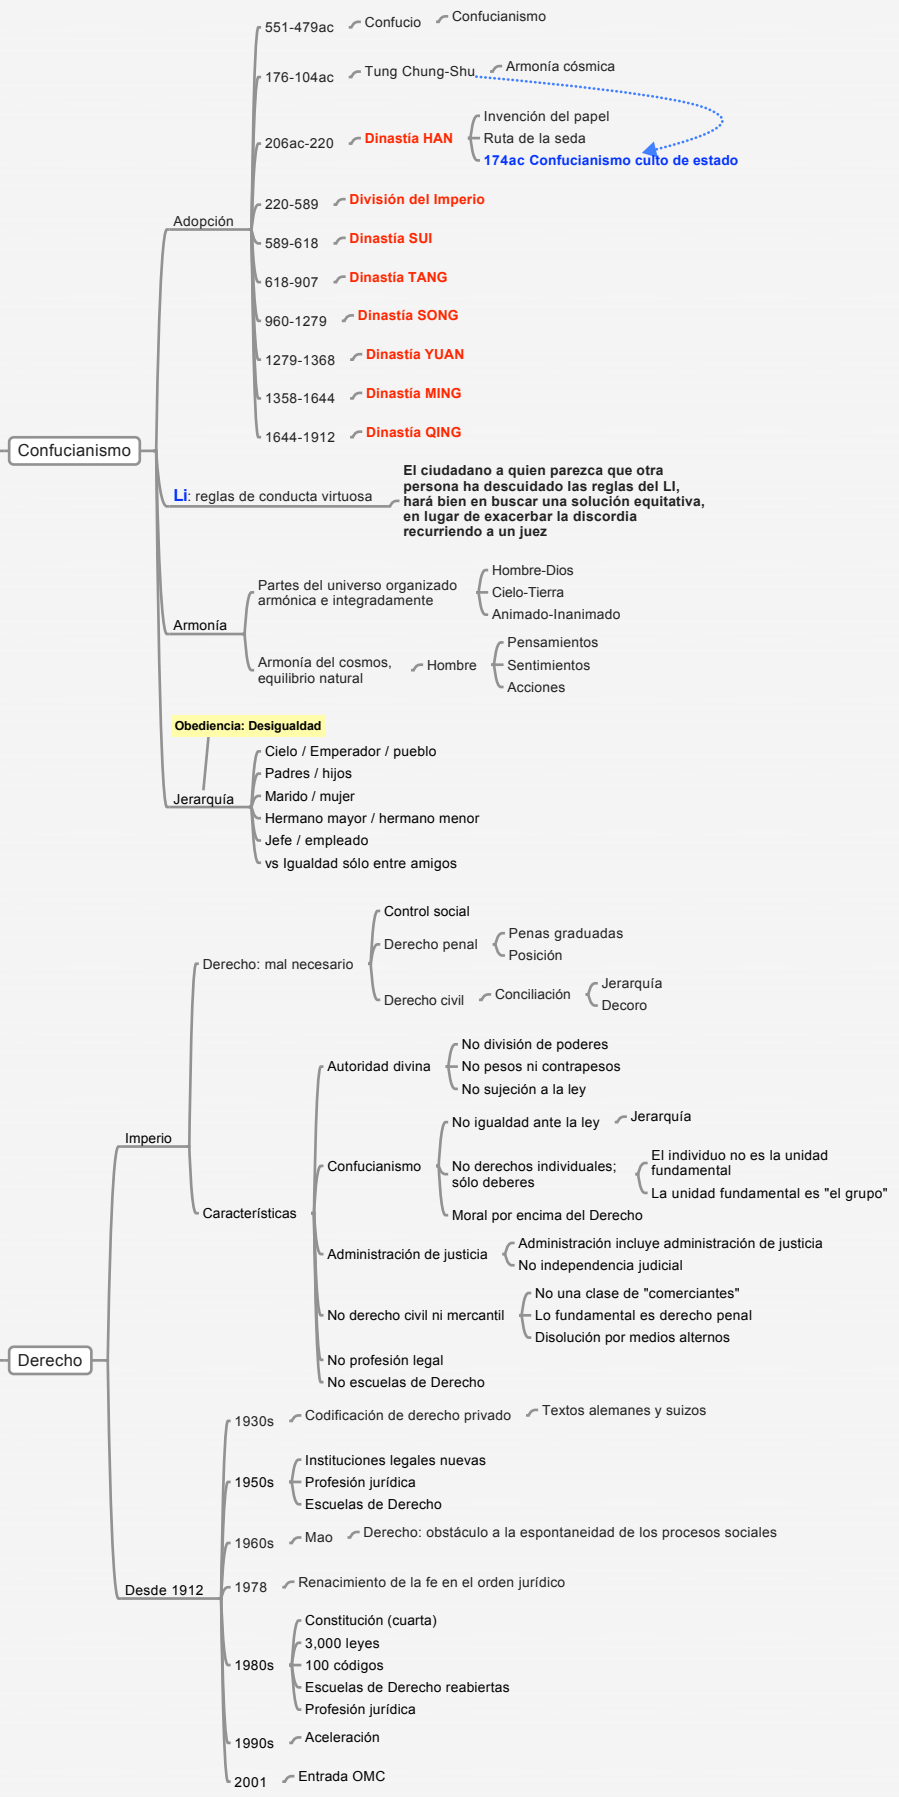 Confucianismo
Adopción
551-479ac
Confucio
Confucianismo
176-104ac
Tung Chung-Shu
Armonía cósmica
206ac-220
Dinastía HAN
Invención del papel
Ruta de la seda
174ac Confucianismo culto de estado
220-589
División del Imperio
589-618
Dinastía SUI
618-907
Dinastía TANG
960-1279
Dinastía SONG
1279-1368
Dinastía YUAN
1358-1644
Dinastía MING
1644-1912
Dinastía QING
Li: reglas de conducta virtuosa
El ciudadano a quien parezca que otra
persona ha descuidado las reglas del LI,
hará bien en buscar una solución equitativa,
en lugar de exacerbar la discordia
recurriendo a un juez
Armonía
Partes del universo organizado
armónica e integradamente
Hombre-Dios
Cielo-Tierra
Animado-Inanimado
Armonía del cosmos,
equilibrio natural
Hombre
Pensamientos
Sentimientos
Acciones
Obediencia: Desigualdad
Jerarquía
Cielo / Emperador / pueblo
Padres / hijos
Marido / mujer
Hermano mayor / hermano menor
Jefe / empleado
vs Igualdad sólo entre amigos
Derecho
Imperio
Derecho: mal necesario
Control social
Derecho penal
Penas graduadas
Posición
Derecho civil
Conciliación
Jerarquía
Decoro
Características
Autoridad divina
No división de poderes
No pesos ni contrapesos
No sujeción a la ley
Confucianismo
No igualdad ante la ley
Jerarquía
No derechos individuales;
sólo deberes
El individuo no es la unidad
fundamental
La unidad fundamental es "el grupo"
Moral por encima del Derecho
Administración de justicia
Administración incluye administración de justicia
No independencia judicial
No derecho civil ni mercantil
No una clase de "comerciantes"
Lo fundamental es derecho penal
Disolución por medios alternos
No profesión legal
No escuelas de Derecho
Desde 1912
1930s
Codificación de derecho privado
Textos alemanes y suizos
1950s
Instituciones legales nuevas
Profesión jurídica
Escuelas de Derecho
1960s
Mao
Derecho: obstáculo a la espontaneidad de los procesos sociales
1978
Renacimiento de la fe en el orden jurídico
1980s
Constitución (cuarta)
3,000 leyes
100 códigos
Escuelas de Derecho reabiertas
Profesión jurídica
1990s
Aceleración
2001
Entrada OMC